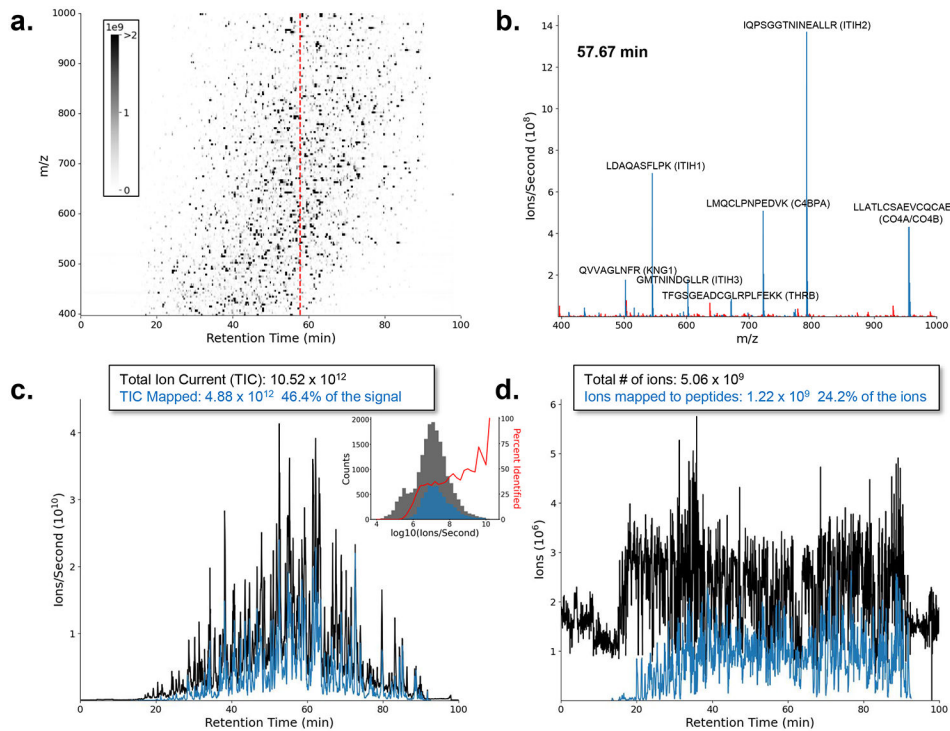 a.
1e9
>2
1
0
1000
900
800
700
600
500
400
m/z
0
20
40
60
80
100
Retention Time (min)
b.
57.67 min
IQPSGGTNINEALLR (ITIH2)
LDAQASFLPK (ITIH1)
LMQCLPNPEDVK (C4BPA)
LLATLCSAEVCQCAE
(CO4A/CO4B)
QVVAGLNFR (KNG1)
GMTNINDGLLR (ITIH3)
TFGSGEADCGLRPLFEKK (THRB)
14
12
10
8
6
4
2
Ions/Second (10⁸)
400
500
600
700
800
900
1000
m/z
c.
Total Ion Current (TIC): 10.52 x 10¹²
TIC Mapped: 4.88 x 10¹² 46.4% of the signal
4
3
2
1
Ions/Second (10¹⁰)
0
20
40
60
80
100
Retention Time (min)
2000
1500
1000
500
0
Counts
4
6
8
10
log10(Ions/Second)
100
75
50
25
0
Percent Identified
d.
Total # of ions: 5.06 x 10⁹
Ions mapped to peptides: 1.22 x 10⁹ 24.2% of the ions
6
5
4
3
2
1
0
Ions (10⁶)
0
20
40
60
80
100
Retention Time (min)